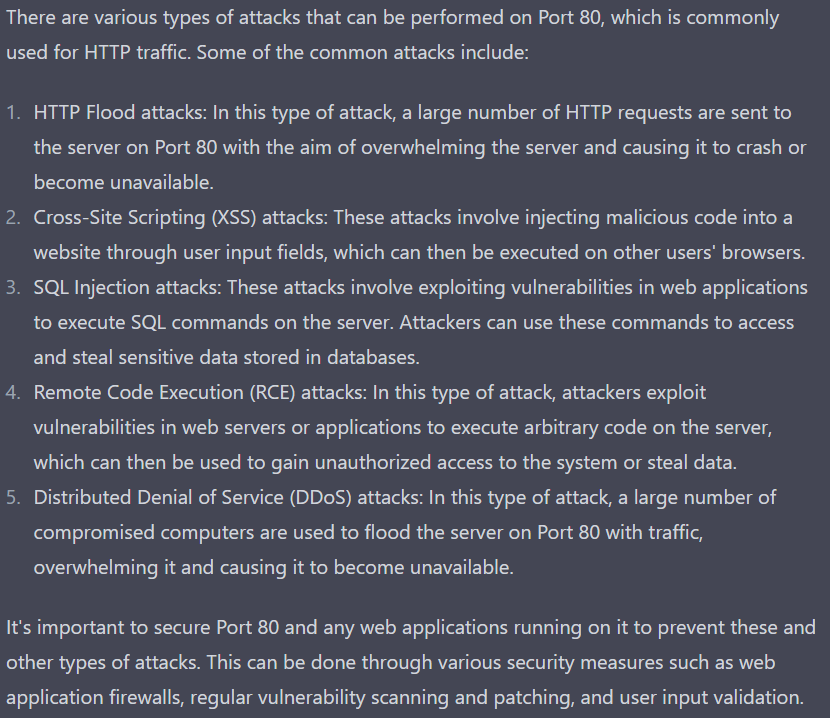 There are various types of attacks that can be performed on Port 80, which is commonly
used for HTTP traffic. Some of the common attacks include:
1. HTTP Flood attacks: In this type of attack, a large number of HTTP requests are sent to
the server on Port 80 with the aim of overwhelming the server and causing it to crash or
become unavailable.
2. Cross-Site Scripting (XSS) attacks: These attacks involve injecting malicious code into a
website through user input fields, which can then be executed on other users' browsers.
3. SQL Injection attacks: These attacks involve exploiting vulnerabilities in web applications
to execute SQL commands on the server. Attackers can use these commands to access
and steal sensitive data stored in databases.
4. Remote Code Execution (RCE) attacks: In this type of attack, attackers exploit
vulnerabilities in web servers or applications to execute arbitrary code on the server,
which can then be used to gain unauthorized access to the system or steal data.
5. Distributed Denial of Service (DDoS) attacks: In this type of attack, a large number of
compromised computers are used to flood the server on Port 80 with traffic,
overwhelming it and causing it to become unavailable.
It's important to secure Port 80 and any web applications running on it to prevent these and
other types of attacks. This can be done through various security measures such as web
application firewalls, regular vulnerability scanning and patching, and user input validation.